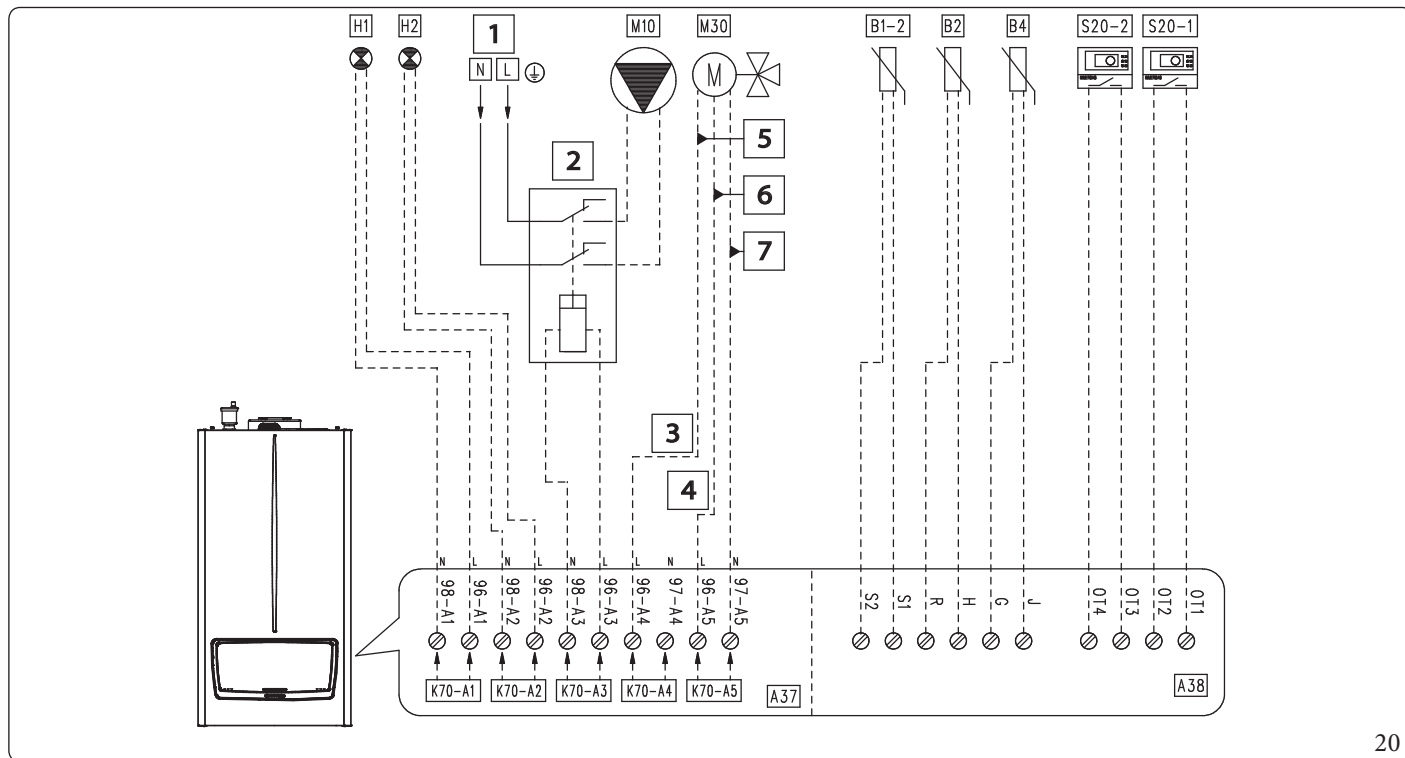 H1 H2 1 M10 M30 B1-2 B2 B4 S20-2 S20-1
N L
M
5
2
6
7
3
4
N L N L N L L N L N
98-A1 96-A1 98-A2 96-A2 98-A3 96-A3 96-A4 97-A4 96-A5 97-A5 S2 S1 R H G J OT4 OT3 OT2 OT1
K70-A1 K70-A2 K70-A3 K70-A4 K70-A5 A37 A38
20